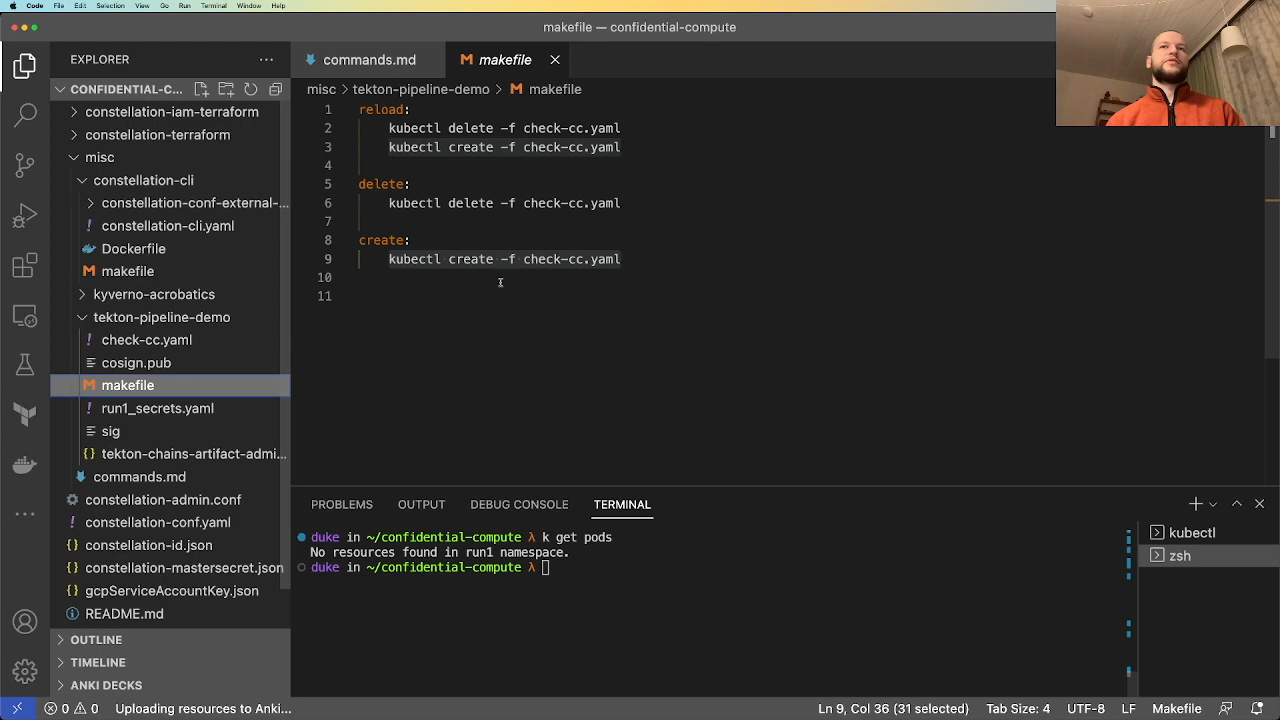 Code File Edit Selection View Go Run Terminal Window Help
makefile — confidential-compute
EXPLORER
CONFIDENTIAL-C...
constellation-iam-terraform
constellation-terraform
misc
constellation-cli
constellation-conf-external-...
constellation-cli.yaml
Dockerfile
makefile
kyverno-acrobatics
tekton-pipeline-demo
check-cc.yaml
cosign.pub
makefile
run1_secrets.yaml
sig
tekton-chains-artifact-admi...
commands.md
constellation-admin.conf
constellation-conf.yaml
constellation-id.json
constellation-mastersecret.json
gcpServiceAccountKey.json
README.md
OUTLINE
TIMELINE
ANKI DECKS
commands.md
makefile
misc > tekton-pipeline-demo > makefile
1 reload:
2 kubectl delete -f check-cc.yaml
3 kubectl create -f check-cc.yaml
4
5 delete:
6 kubectl delete -f check-cc.yaml
7
8 create:
9 kubectl create -f check-cc.yaml
10
11
PROBLEMS OUTPUT DEBUG CONSOLE TERMINAL
duke in ~/confidential-compute λ k get pods
No resources found in run1 namespace.
duke in ~/confidential-compute λ
kubectl
zsh
0 0 Uploading resources to Anki... Ln 9, Col 36 (31 selected) Tab Size: 4 UTF-8 LF Makefile